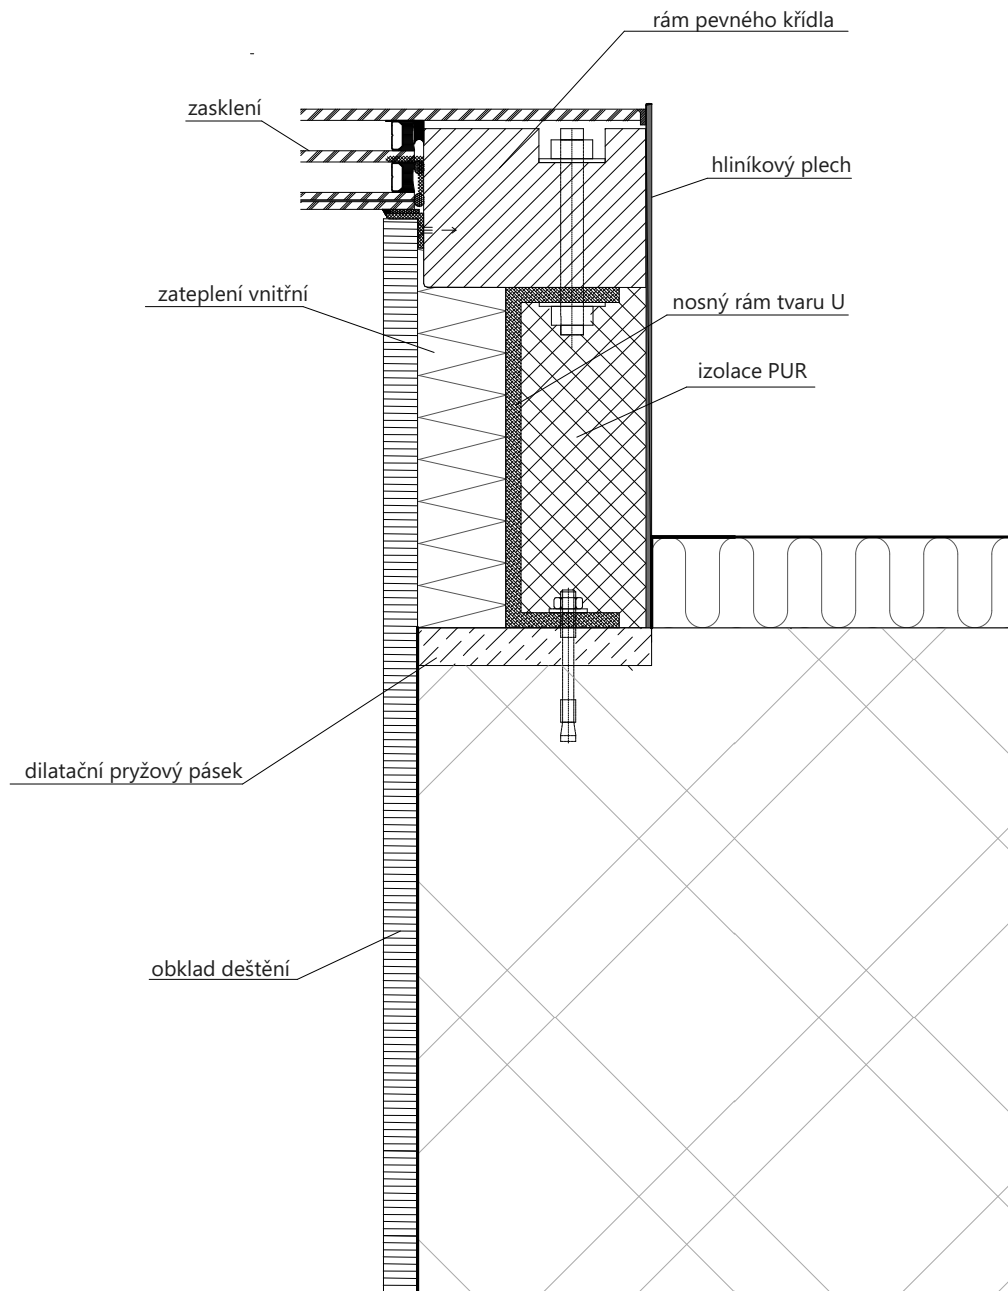 rám pevného křídla
zasklení
hliníkový plech
zateplení vnitřní
nosný rám tvaru U
izolace PUR
dilatační pryžový pásek
obklad deštění